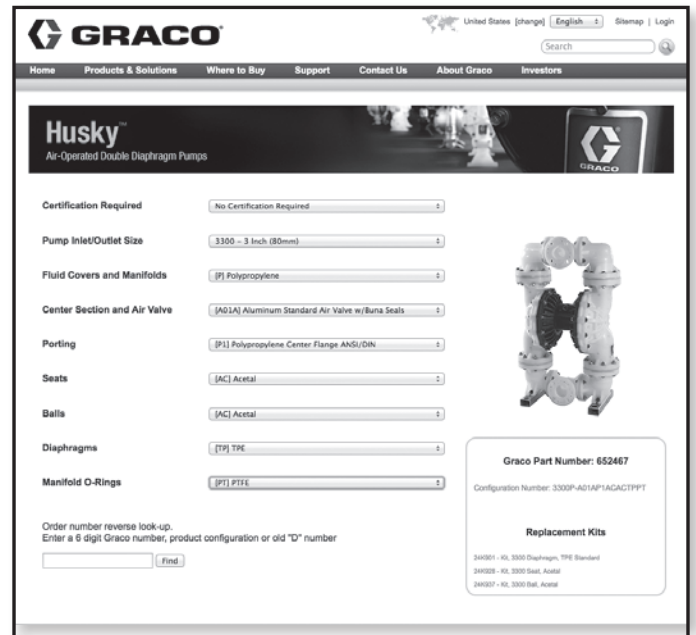 United States [change] English Sitemap | Login
GRACO
Search
Home Products & Solutions Where to Buy Support Contact Us About Graco Investors
Husky™
Air-Operated Double Diaphragm Pumps
GRACO
Certification Required No Certification Required
Pump Inlet/Outlet Size 3300 – 3 Inch (80mm)
Fluid Covers and Manifolds [P] Polypropylene
Center Section and Air Valve [A01A] Aluminum Standard Air Valve w/Buna Seals
Porting [P1] Polypropylene Center Flange ANSI/DIN
Seats [AC] Acetal
Balls [AC] Acetal
Diaphragms [TP] TPE
Manifold O-Rings [PT] PTFE
Graco Part Number: 652467
Configuration Number: 3300P-A01AP1ACACTPPT
Replacement Kits
24K901 - Kit, 3300 Diaphragm, TPE Standard
24K928 - Kit, 3300 Seat, Acetal
24K937 - Kit, 3300 Ball, Acetal
Order number reverse look-up.
Enter a 6 digit Graco number, product configuration or old "D" number
Find